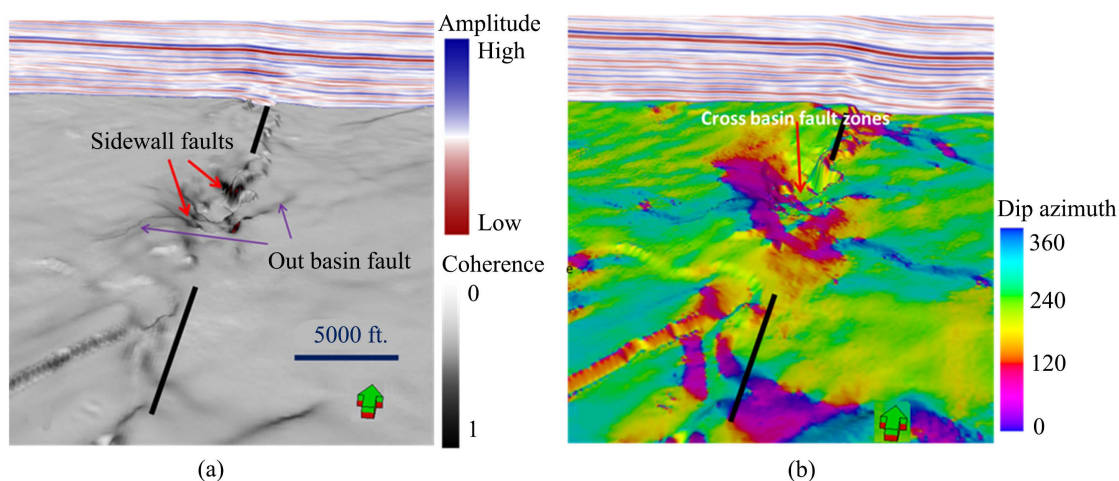 Amplitude
High
Low
Coherence
0
1
Sidewall faults
Out basin fault
5000 ft.
(a)
Cross basin fault zones
e
Dip azimuth
360
240
120
0
(b)